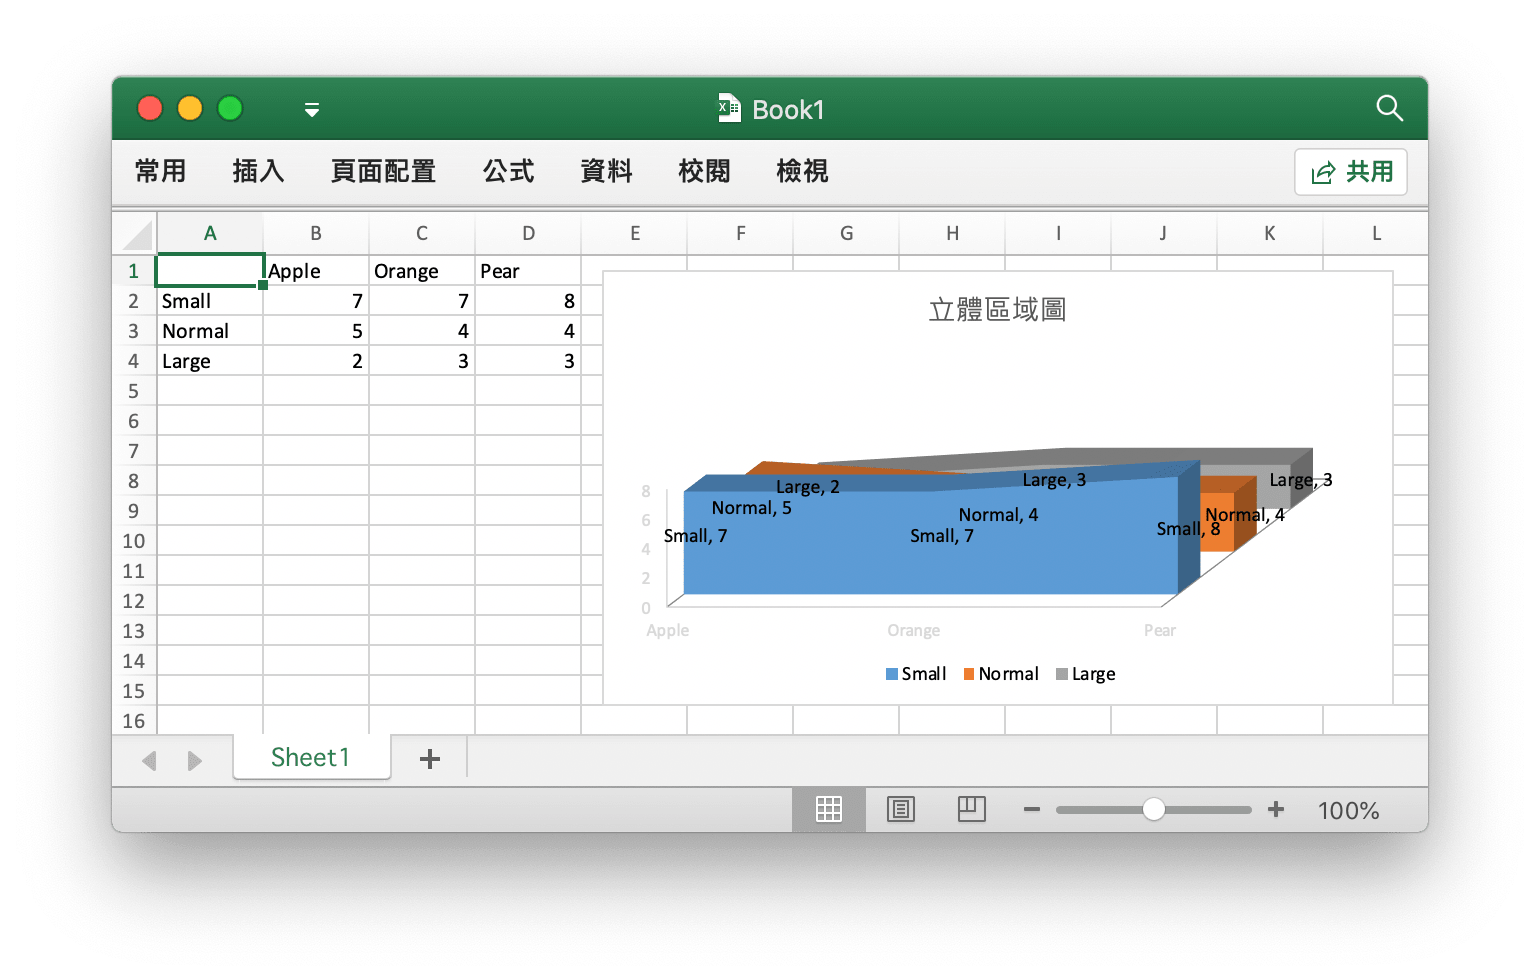 Book1
常用 插入 頁面配置 公式 資料 校閱 檢視 共用
A B C D E F G H I J K L
1 Apple Orange Pear
2 Small 7 7 8
3 Normal 5 4 4
4 Large 2 3 3
5
6
7
8
9
10
11
12
13
14
15
16
立體區域圖
Large, 2 Large, 3 Large, 3
Normal, 5 Normal, 4 Normal, 4
Small, 7 Small, 7 Small, 8
8
6
4
2
0
Apple Orange Pear
Small Normal Large
Sheet1
100%